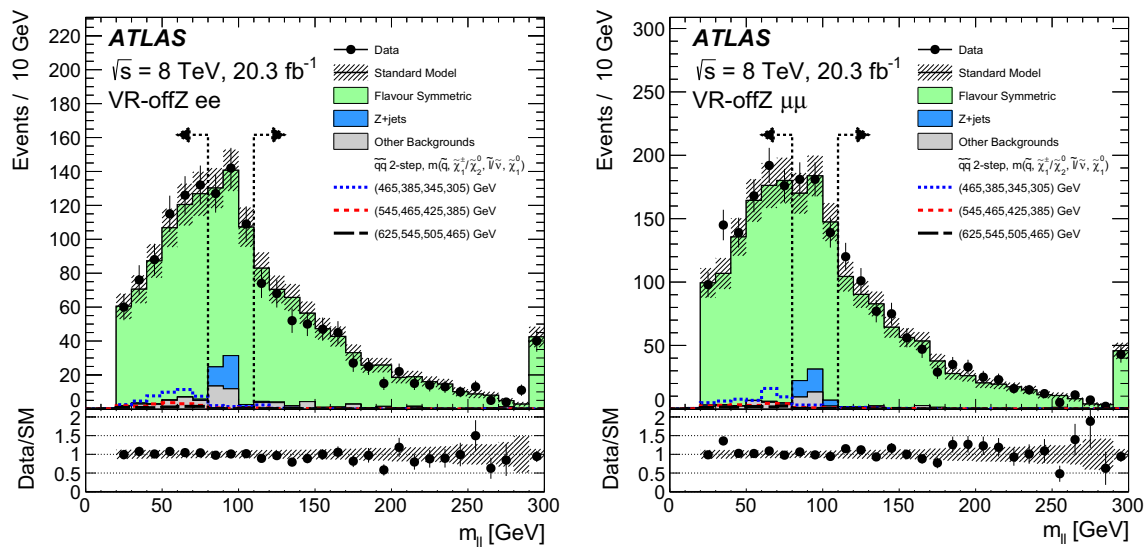 ATLAS
√s = 8 TeV, 20.3 fb⁻¹
VR-offZ ee
Data
Standard Model
Flavour Symmetric
Z+jets
Other Backgrounds
q̃q̃ 2-step, m(q̃, χ̃₁±/χ̃₂⁰, l̃/ν̃, χ̃₁⁰)
(465,385,345,305) GeV
(545,465,425,385) GeV
(625,545,505,465) GeV
Events / 10 GeV
220
200
180
160
140
120
100
80
60
40
20
0
Data/SM
2
1.5
1
0.5
0
0 50 100 150 200 250 300
m_ll [GeV]
ATLAS
√s = 8 TeV, 20.3 fb⁻¹
VR-offZ μμ
Data
Standard Model
Flavour Symmetric
Z+jets
Other Backgrounds
q̃q̃ 2-step, m(q̃, χ̃₁±/χ̃₂⁰, l̃/ν̃, χ̃₁⁰)
(465,385,345,305) GeV
(545,465,425,385) GeV
(625,545,505,465) GeV
Events / 10 GeV
300
250
200
150
100
50
0
Data/SM
2
1.5
1
0.5
0
0 50 100 150 200 250 300
m_ll [GeV]